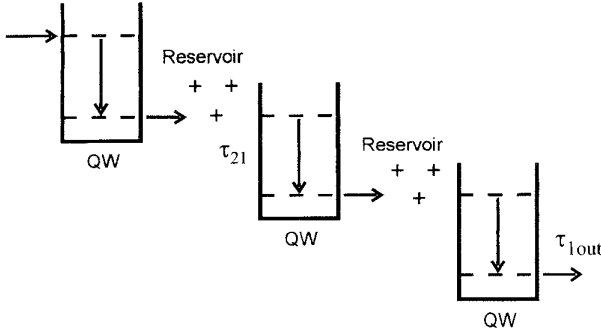 Reservoir
+ +
+
QW
τ21
Reservoir
+ +
+
QW
τ1out
QW